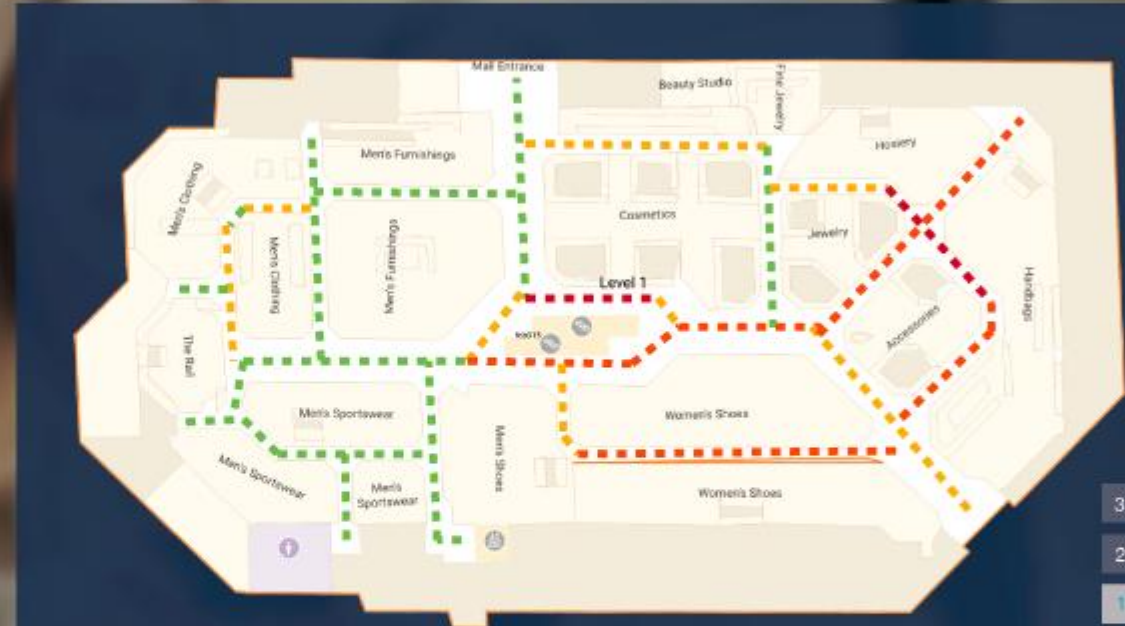 Mall Entrance
Beauty Studio
Fine Jewelry
Hosiery
Men's Furnishings
Men's Clothing
Cosmetics
Jewelry
Men's Clothing
Men's Furnishings
Level 1
Handbags
Accessories
The Rail
Men's Sportswear
Women's Shoes
Men's Shoes
Men's Sportswear
Men's
Sportswear
Women's Shoes
3
2
1